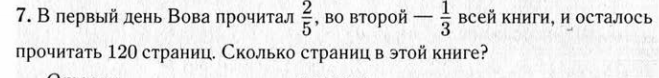 7. В первый день Вова прочитал 2/5, во второй — 1/3 всей книги, и осталось
прочитать 120 страниц. Сколько страниц в этой книге?